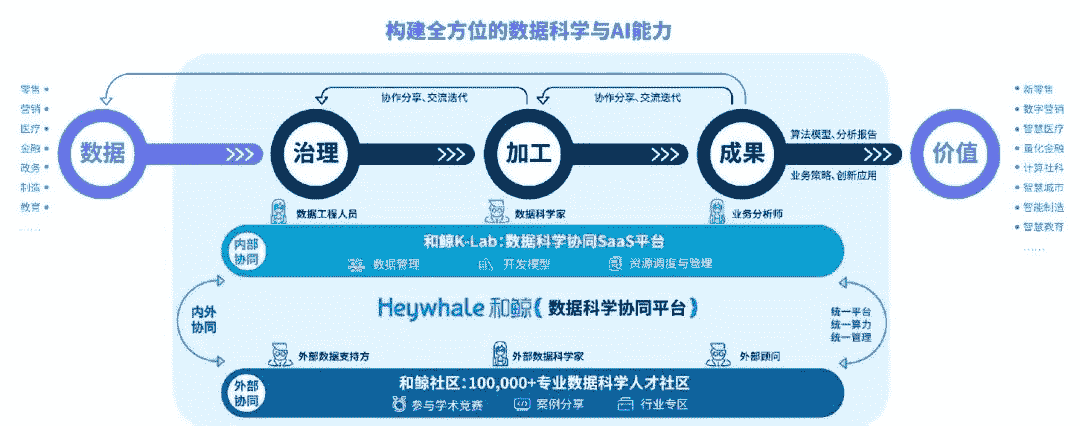 构建全方位的数据科学与AI能力
协作分享、交流迭代
协作分享、交流迭代
零售
营销
医疗
金融
政务
制造
教育
……
数据
治理
加工
成果
算法模型、分析报告
业务策略、创新应用
价值
新零售
数字营销
智慧医疗
量化金融
计算社科
智慧城市
智能制造
智慧教育
……
数据工程人员
数据科学家
业务分析师
内部
协同
和鲸K-Lab:数据科学协同SaaS平台
数据管理
开发模型
资源调度与管理
内外
协同
Heywhale 和鲸(数据科学协同平台)
统一平台
统一算力
统一管理
外部数据支持方
外部数据科学家
外部顾问
外部
协同
和鲸社区:100,000+专业数据科学人才社区
参与学术竞赛
案例分享
行业专区